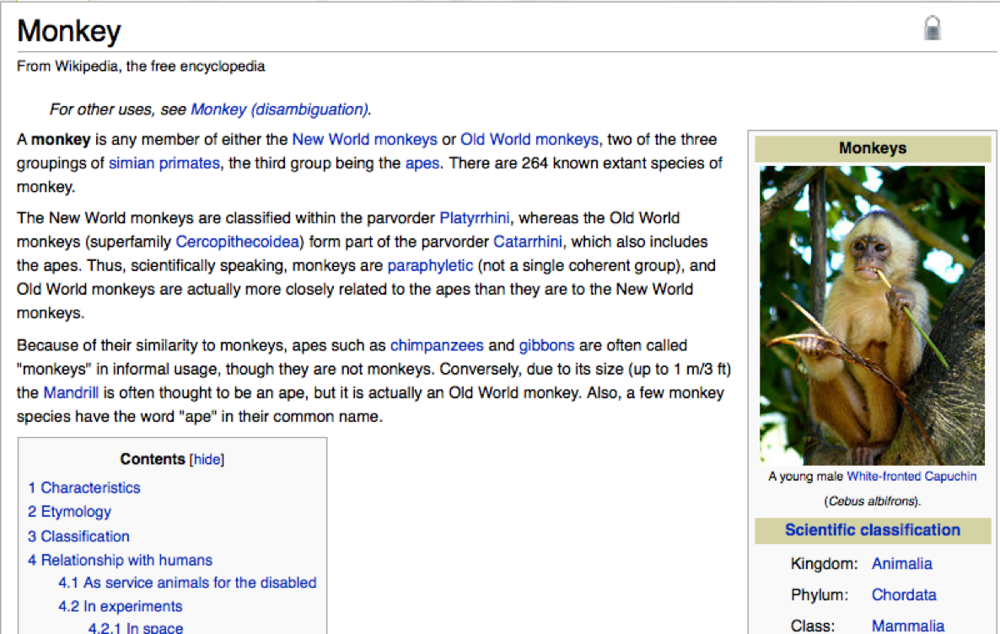 Monkey
From Wikipedia, the free encyclopedia
For other uses, see Monkey (disambiguation).
A monkey is any member of either the New World monkeys or Old World monkeys, two of the three
groupings of simian primates, the third group being the apes. There are 264 known extant species of
monkey.
The New World monkeys are classified within the parvorder Platyrrhini, whereas the Old World
monkeys (superfamily Cercopithecoidea) form part of the parvorder Catarrhini, which also includes
the apes. Thus, scientifically speaking, monkeys are paraphyletic (not a single coherent group), and
Old World monkeys are actually more closely related to the apes than they are to the New World
monkeys.
Because of their similarity to monkeys, apes such as chimpanzees and gibbons are often called
"monkeys" in informal usage, though they are not monkeys. Conversely, due to its size (up to 1 m/3 ft)
the Mandrill is often thought to be an ape, but it is actually an Old World monkey. Also, a few monkey
species have the word "ape" in their common name.
Contents [hide]
1 Characteristics
2 Etymology
3 Classification
4 Relationship with humans
4.1 As service animals for the disabled
4.2 In experiments
4.2.1 In space
Monkeys
A young male White-fronted Capuchin
(Cebus albifrons).
Scientific classification
Kingdom: Animalia
Phylum: Chordata
Class: Mammalia